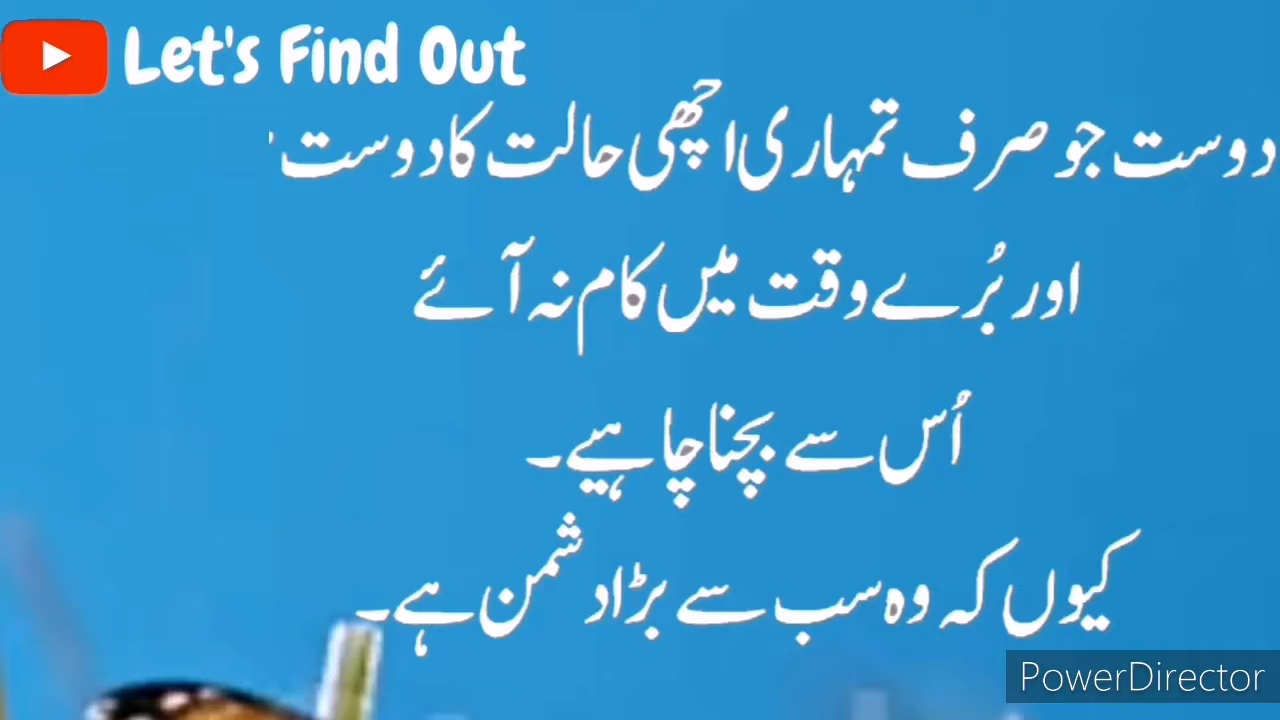 Let's Find Out
دوست جو صرف تمہاری اچھی حالت کا دوست
اور بُرے وقت میں کام نہ آئے
اُس سے بچنا چاہیے۔
کیوں کہ وہ سب سے بڑا دشمن ہے۔
PowerDirector